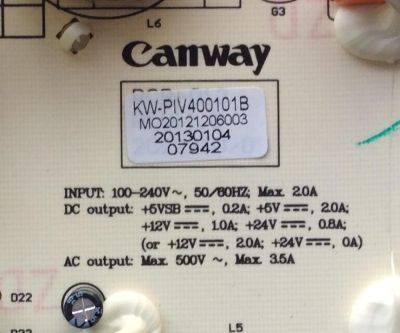 L6
G3
Canway
KW-PIV400101B
MO20121206003
20130104
07942
INPUT: 100-240V~, 50/60HZ; Max. 2.0A
DC output: +5VSB ⎓, 0.2A; +5V ⎓, 2.0A;
+12V ⎓, 1.0A; +24V ⎓, 0.8A;
(or +12V ⎓, 2.0A; +24V ⎓, 0A)
AC output: Max. 500V ~, Max. 3.5A
D22
D23
L5